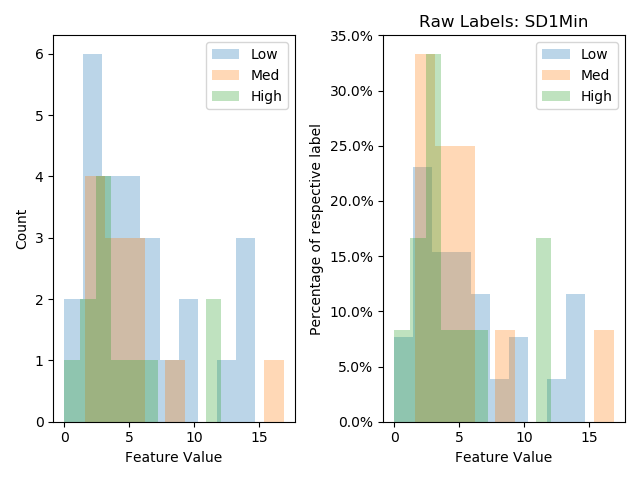 6
5
4
3
2
1
0
Count
0
5
10
15
Feature Value
Low
Med
High
Raw Labels: SD1Min
35.0%
30.0%
25.0%
20.0%
15.0%
10.0%
5.0%
0.0%
Percentage of respective label
0
5
10
15
Feature Value
Low
Med
High